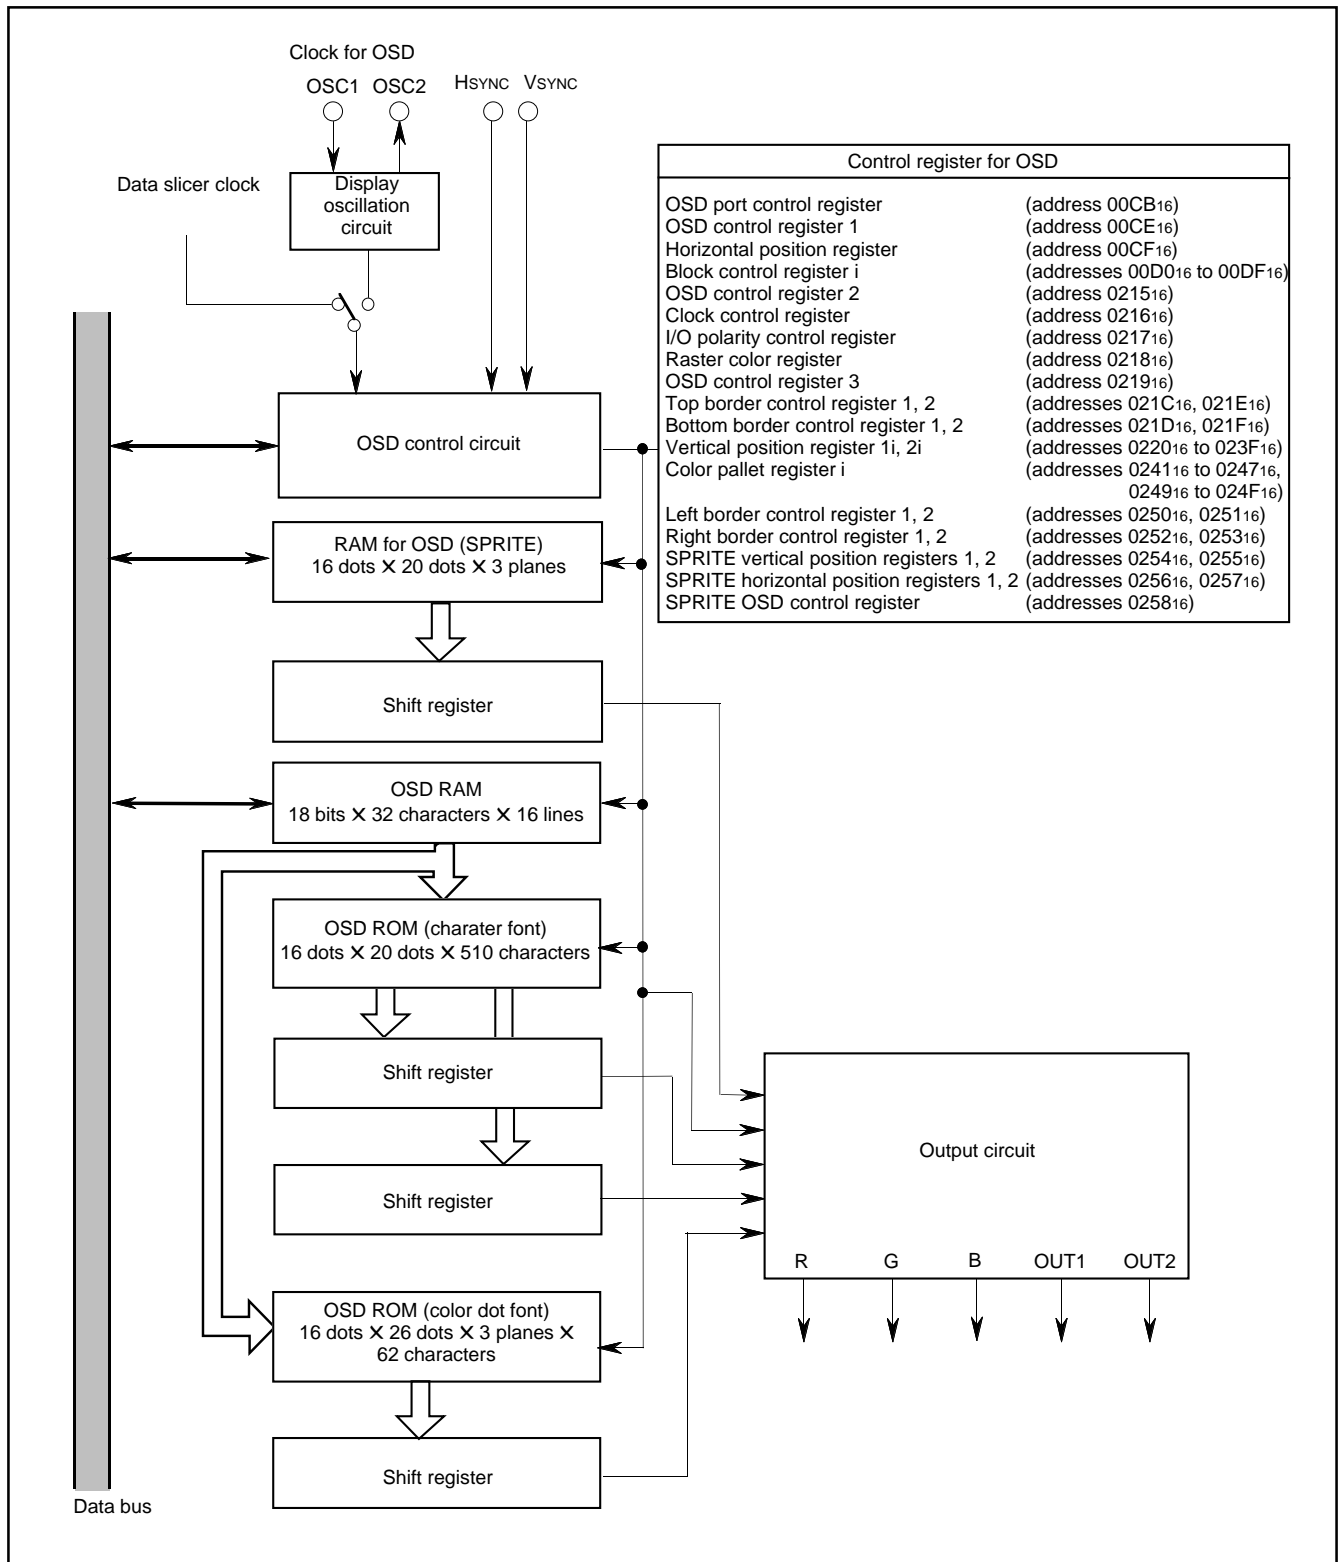 Clock for OSD
OSC1 OSC2 HSYNC VSYNC
Data slicer clock
Display
oscillation
circuit
Control register for OSD
OSD port control register (address 00CB16)
OSD control register 1 (address 00CE16)
Horizontal position register (address 00CF16)
Block control register i (addresses 00D016 to 00DF16)
OSD control register 2 (address 021516)
Clock control register (address 021616)
I/O polarity control register (address 021716)
Raster color register (address 021816)
OSD control register 3 (address 021916)
Top border control register 1, 2 (addresses 021C16, 021E16)
Bottom border control register 1, 2 (addresses 021D16, 021F16)
Vertical position register 1i, 2i (addresses 022016 to 023F16)
Color pallet register i (addresses 024116 to 024716,
024916 to 024F16)
Left border control register 1, 2 (addresses 025016, 025116)
Right border control register 1, 2 (addresses 025216, 025316)
SPRITE vertical position registers 1, 2 (addresses 025416, 025516)
SPRITE horizontal position registers 1, 2 (addresses 025616, 025716)
SPRITE OSD control register (addresses 025816)
OSD control circuit
RAM for OSD (SPRITE)
16 dots × 20 dots × 3 planes
Shift register
OSD RAM
18 bits × 32 characters × 16 lines
OSD ROM (charater font)
16 dots × 20 dots × 510 characters
Shift register
Shift register
Output circuit
R G B OUT1 OUT2
OSD ROM (color dot font)
16 dots × 26 dots × 3 planes ×
62 characters
Shift register
Data bus